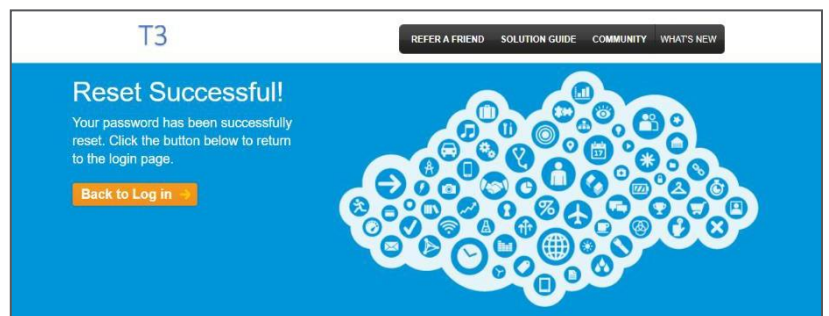 T3
REFER A FRIEND SOLUTION GUIDE COMMUNITY WHAT'S NEW
Reset Successful!
Your password has been successfully
reset. Click the button below to return
to the login page.
Back to Log in
17
%